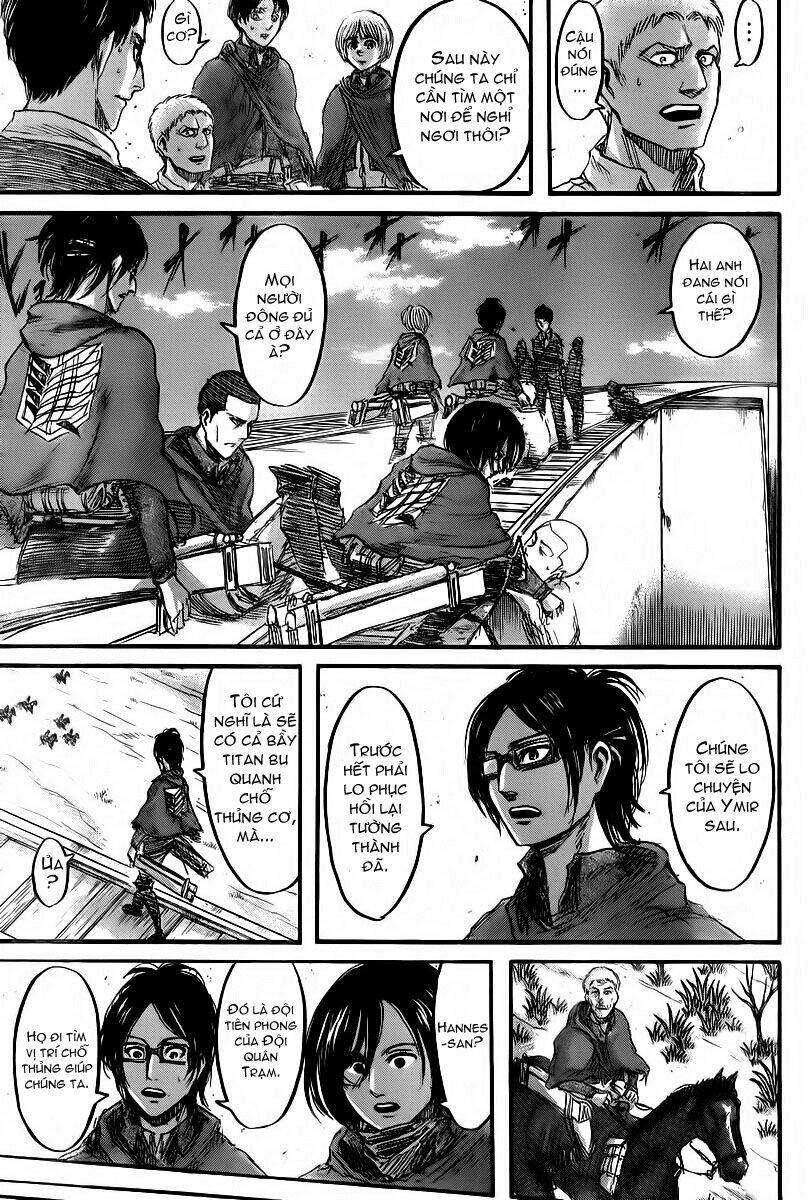 ...
CẬU
NÓI
ĐÚNG
...
SAU NÀY
CHÚNG TA CHỈ
CẦN TÌM MỘT
NƠI ĐỂ NGHỈ
NGƠI THÔI?
GÌ
CƠ?
HAI ANH
ĐANG NÓI
CÁI GÌ
THẾ?
MỌI
NGƯỜI
ĐÔNG ĐỦ
CẢ Ở ĐÂY
À?
CHÚNG
TÔI SẼ LO
CHUYỆN
CỦA YMIR
SAU.
TRƯỚC
HẾT PHẢI
LO PHỤC
HỒI LẠI
TƯỜNG
THÀNH
ĐÃ.
TÔI CỨ
NGHĨ LÀ SẼ
CÓ CẢ BẦY
TITAN BU
QUANH
CHỖ
THỦNG CƠ,
MÀ...
ỦA?
HANNES
-SAN?
ĐÓ LÀ ĐỘI
TIÊN PHONG
CỦA ĐỘI
QUÂN
TRẠM.
HỌ ĐI TÌM
VỊ TRÍ CHỖ
THỦNG GIÚP
CHÚNG TA.